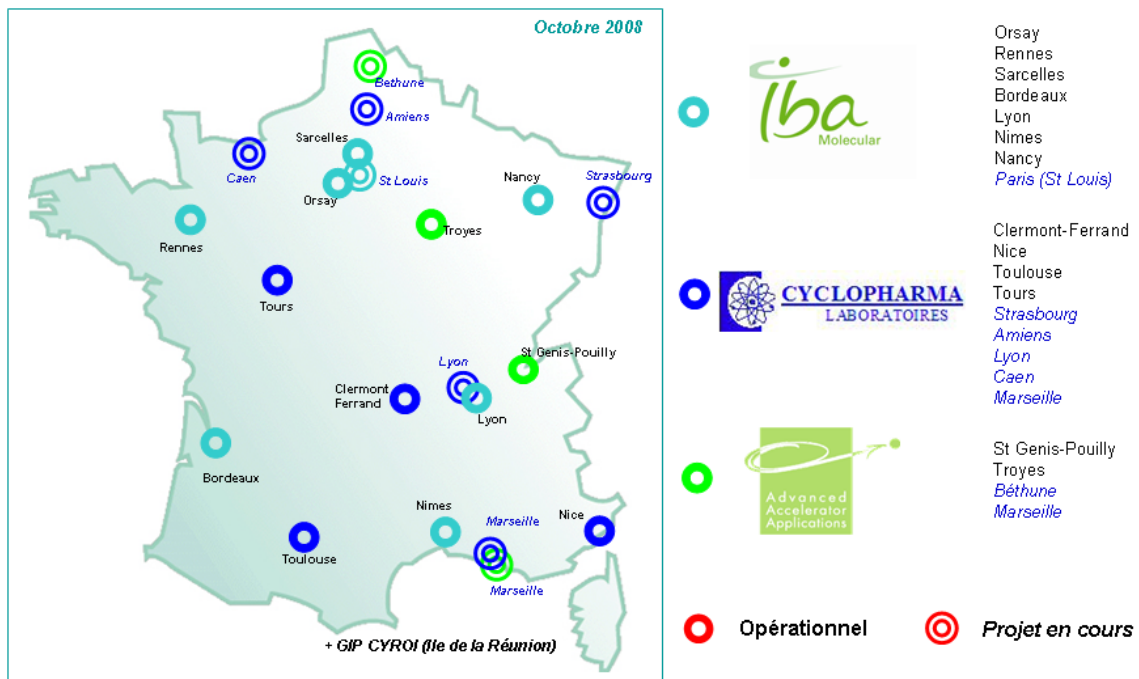 Octobre 2008
Bethune
Amiens
Sarcelles
Caen
St Louis
Orsay
Nancy
Strasbourg
Troyes
Rennes
Tours
St Genis-Pouilly
Lyon
Clermont
Ferrand
Lyon
Bordeaux
Nimes
Marseille
Nice
Toulouse
Marseille
+ GIP CYROI (Ile de la Réunion)
iba
Molecular
Orsay
Rennes
Sarcelles
Bordeaux
Lyon
Nimes
Nancy
Paris (St Louis)
CYCLOPHARMA
LABORATOIRES
Clermont-Ferrand
Nice
Toulouse
Tours
Strasbourg
Amiens
Lyon
Caen
Marseille
Advanced
Accelerator
Applications
St Genis-Pouilly
Troyes
Béthune
Marseille
Opérationnel
Projet en cours